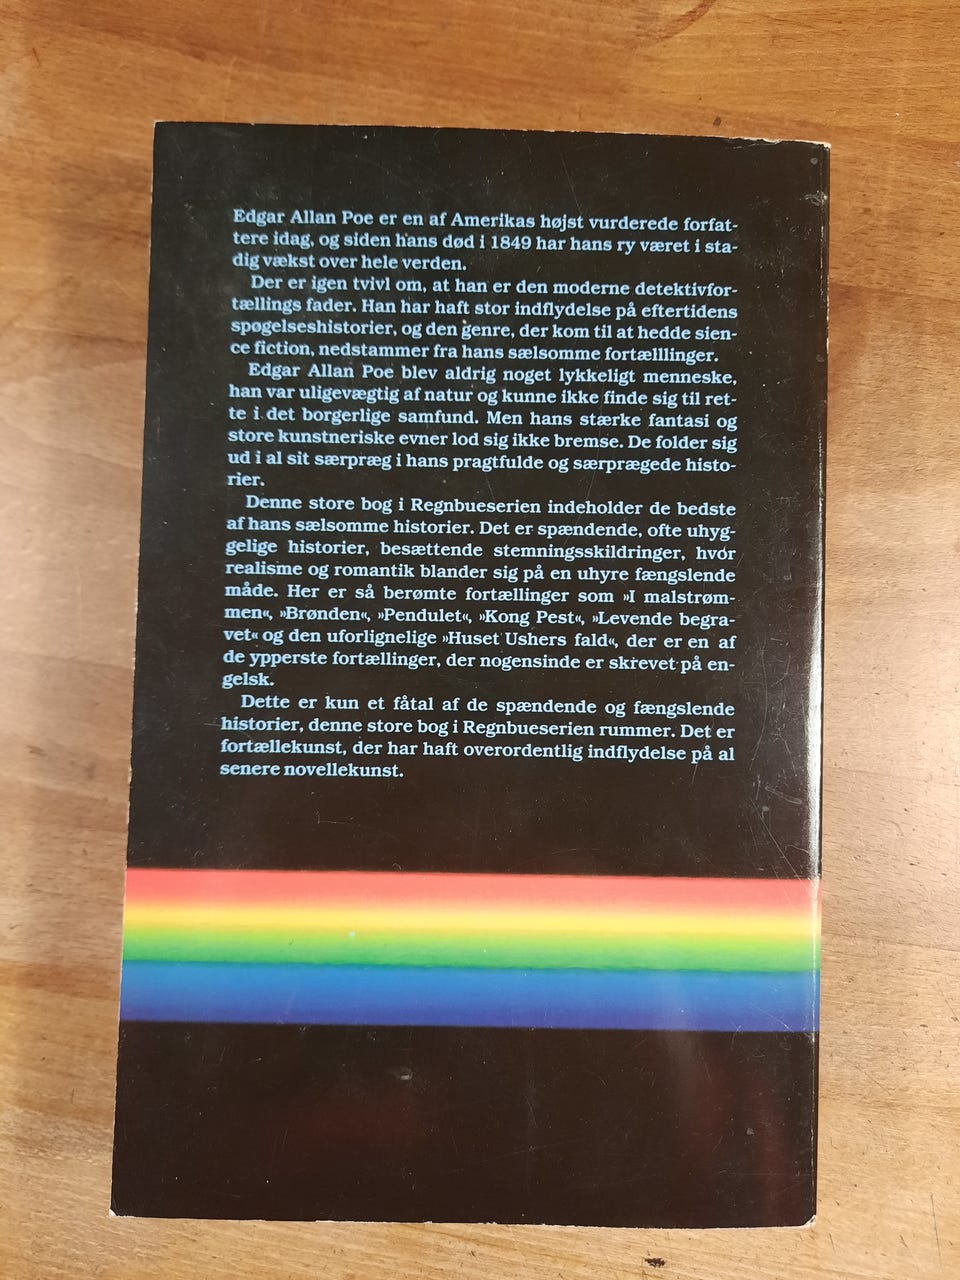 Edgar Allan Poe er en af Amerikas højst vurderede forfat-
tere idag, og siden hans død i 1849 har hans ry været i sta-
dig vækst over hele verden.
Der er igen tvivl om, at han er den moderne detektivfor-
tællings fader. Han har haft stor indflydelse på eftertidens
spøgelseshistorier, og den genre, der kom til at hedde sien-
ce fiction, nedstammer fra hans sælsomme fortælllinger.
Edgar Allan Poe blev aldrig noget lykkeligt menneske,
han var uligevægtig af natur og kunne ikke finde sig til ret-
te i det borgerlige samfund. Men hans stærke fantasi og
store kunstneriske evner lod sig ikke bremse. De folder sig
ud i al sit særpræg i hans pragtfulde og særprægede histo-
rier.
Denne store bog i Regnbueserien indeholder de bedste
af hans sælsomme historier. Det er spændende, ofte uhyg-
gelige historier, besættende stemningsskildringer, hvor
realisme og romantik blander sig på en uhyre fængslende
måde. Her er så berømte fortællinger som »I malstrøm-
men«, »Brønden«, »Pendulet«, »Kong Pest«, »Levende begra-
vet« og den uforlignelige »Huset Ushers fald«, der er en af
de ypperste fortællinger, der nogensinde er skrevet på en-
gelsk.
Dette er kun et fåtal af de spændende og fængslende
historier, denne store bog i Regnbueserien rummer. Det er
fortællekunst, der har haft overordentlig indflydelse på al
senere novellekunst.